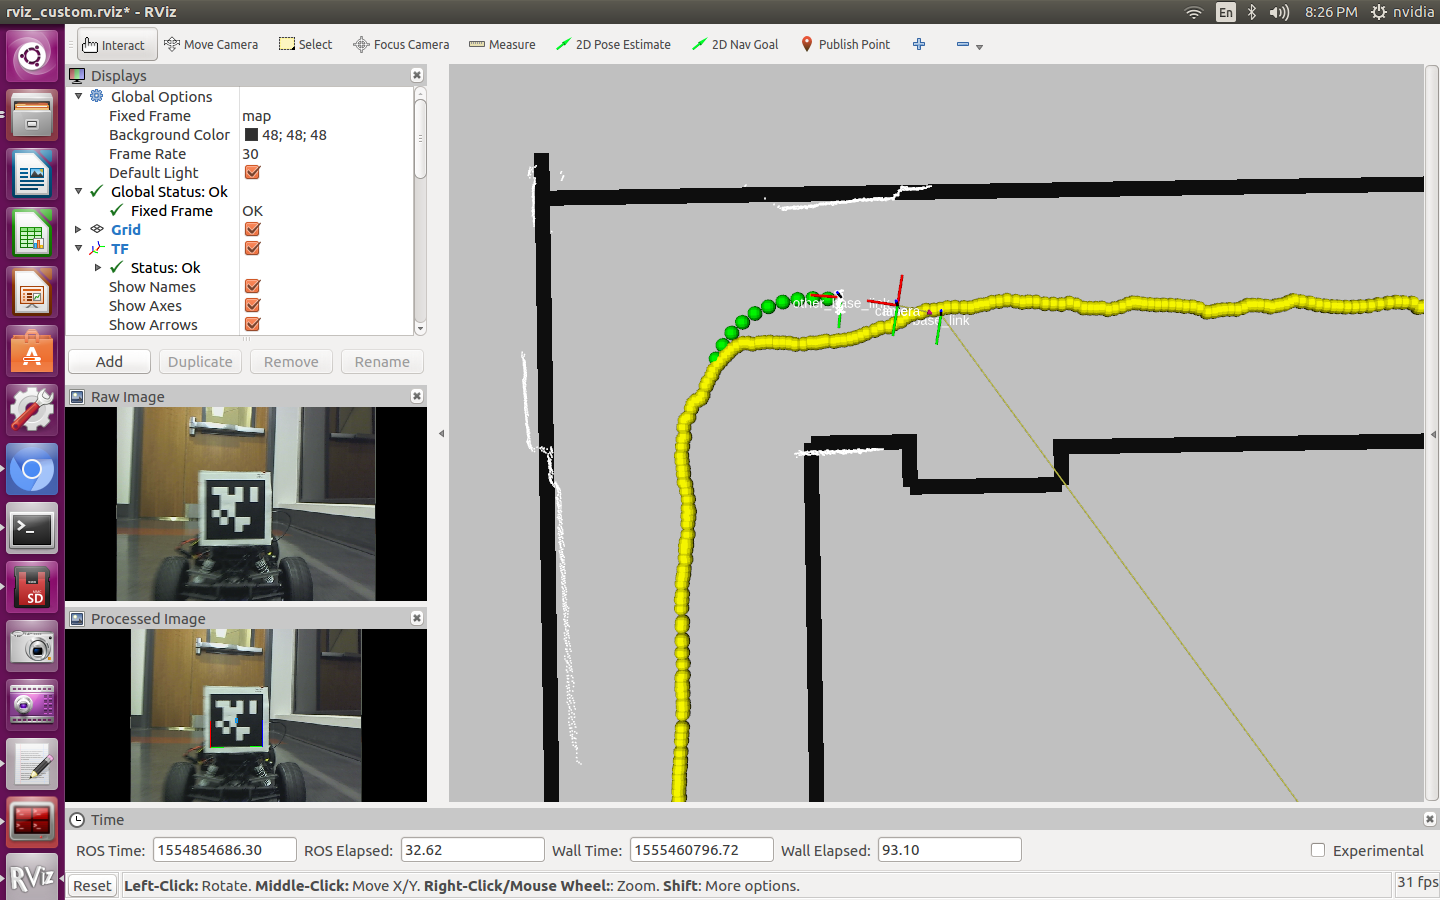 rviz_custom.rviz* - RViz
En
8:26 PM
nvidia
Interact
Move Camera
Select
Focus Camera
Measure
2D Pose Estimate
2D Nav Goal
Publish Point
Displays
Global Options
Fixed Frame map
Background Color 48; 48; 48
Frame Rate 30
Default Light
Global Status: Ok
Fixed Frame OK
Grid
TF
Status: Ok
Show Names
Show Axes
Show Arrows
Add
Duplicate
Remove
Rename
Raw Image
Processed Image
other_base_link
base_link
SD
RViz
Time
ROS Time: 1554854686.30
ROS Elapsed: 32.62
Wall Time: 1555460796.72
Wall Elapsed: 93.10
Experimental
Reset
Left-Click: Rotate. Middle-Click: Move X/Y. Right-Click/Mouse Wheel:: Zoom. Shift: More options.
31 fps